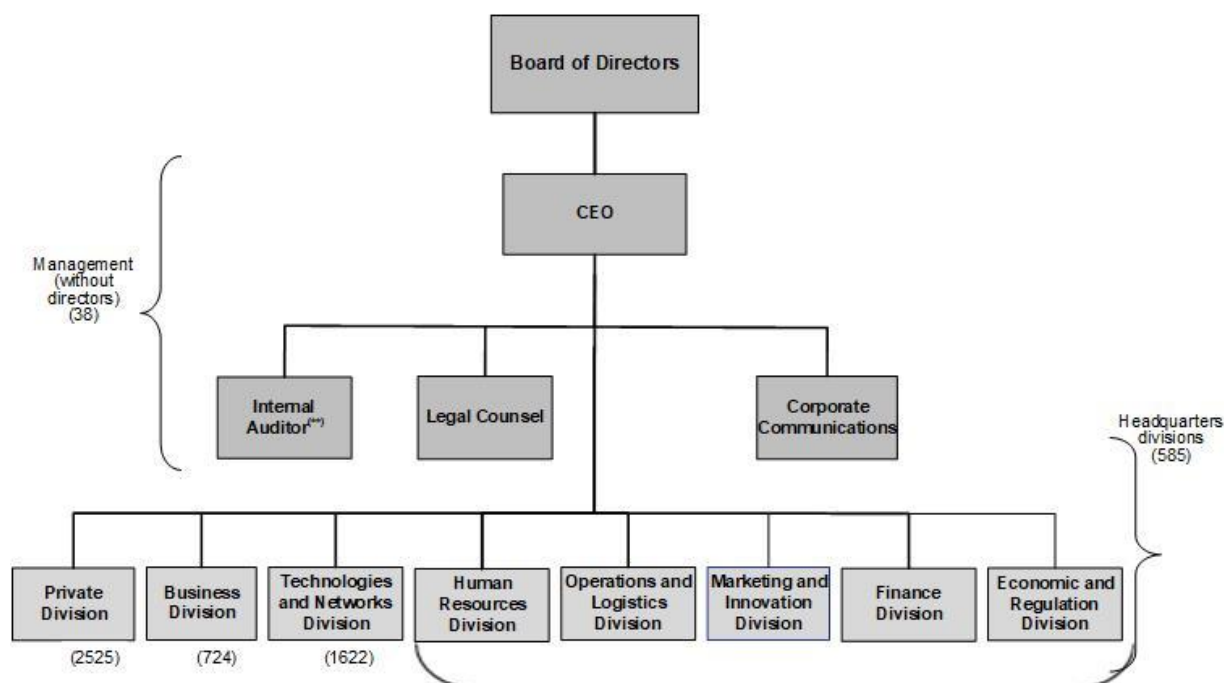 Board of Directors
CEO
Management
(without
directors)
(38)
Internal
Auditor(**)
Legal Counsel
Corporate
Communications
Headquarters
divisions
(585)
Private
Division
(2525)
Business
Division
(724)
Technologies
and Networks
Division
(1622)
Human
Resources
Division
Operations and
Logistics
Division
Marketing and
Innovation
Division
Finance
Division
Economic and
Regulation
Division